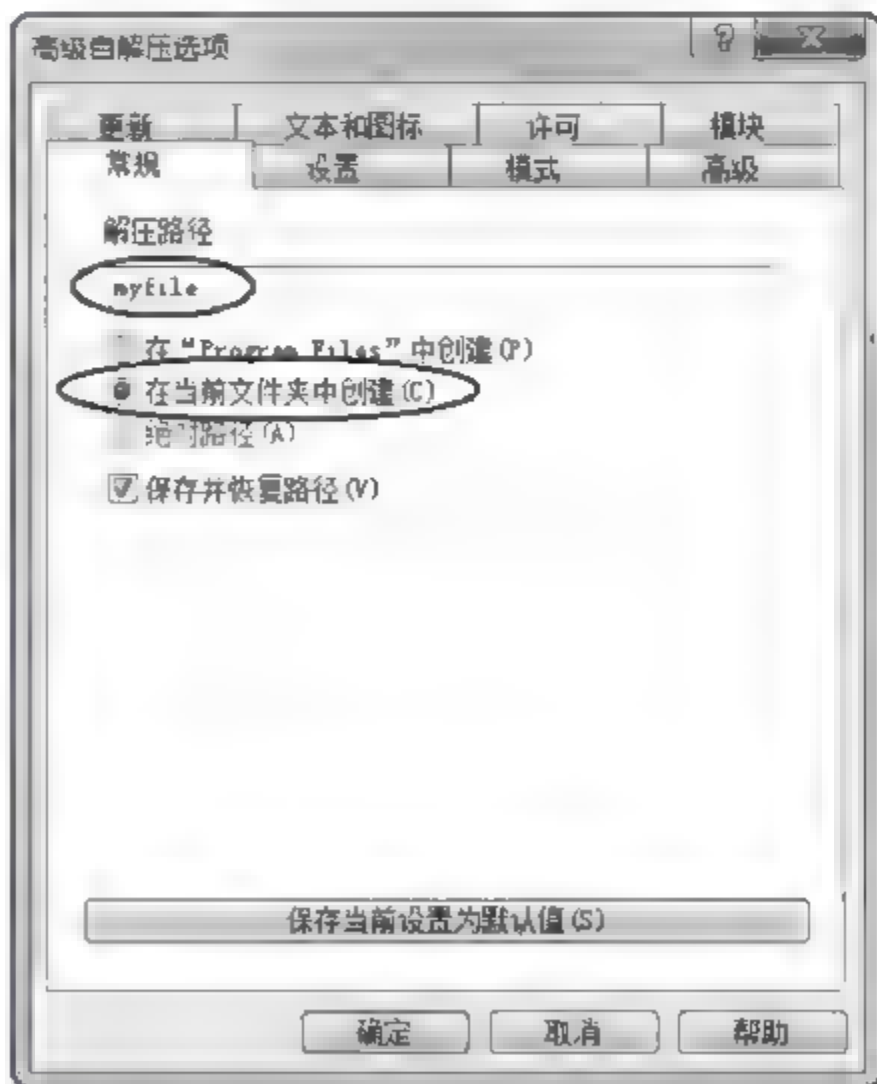 高级自解压选项
更新 文本和图标 许可 模块
常规 设置 模式 高级
解压路径
myfile
在“Program Files”中创建(P)
在当前文件夹中创建(C)
绝对路径(A)
保存并恢复路径(V)
保存当前设置为默认值(S)
确定 取消 帮助